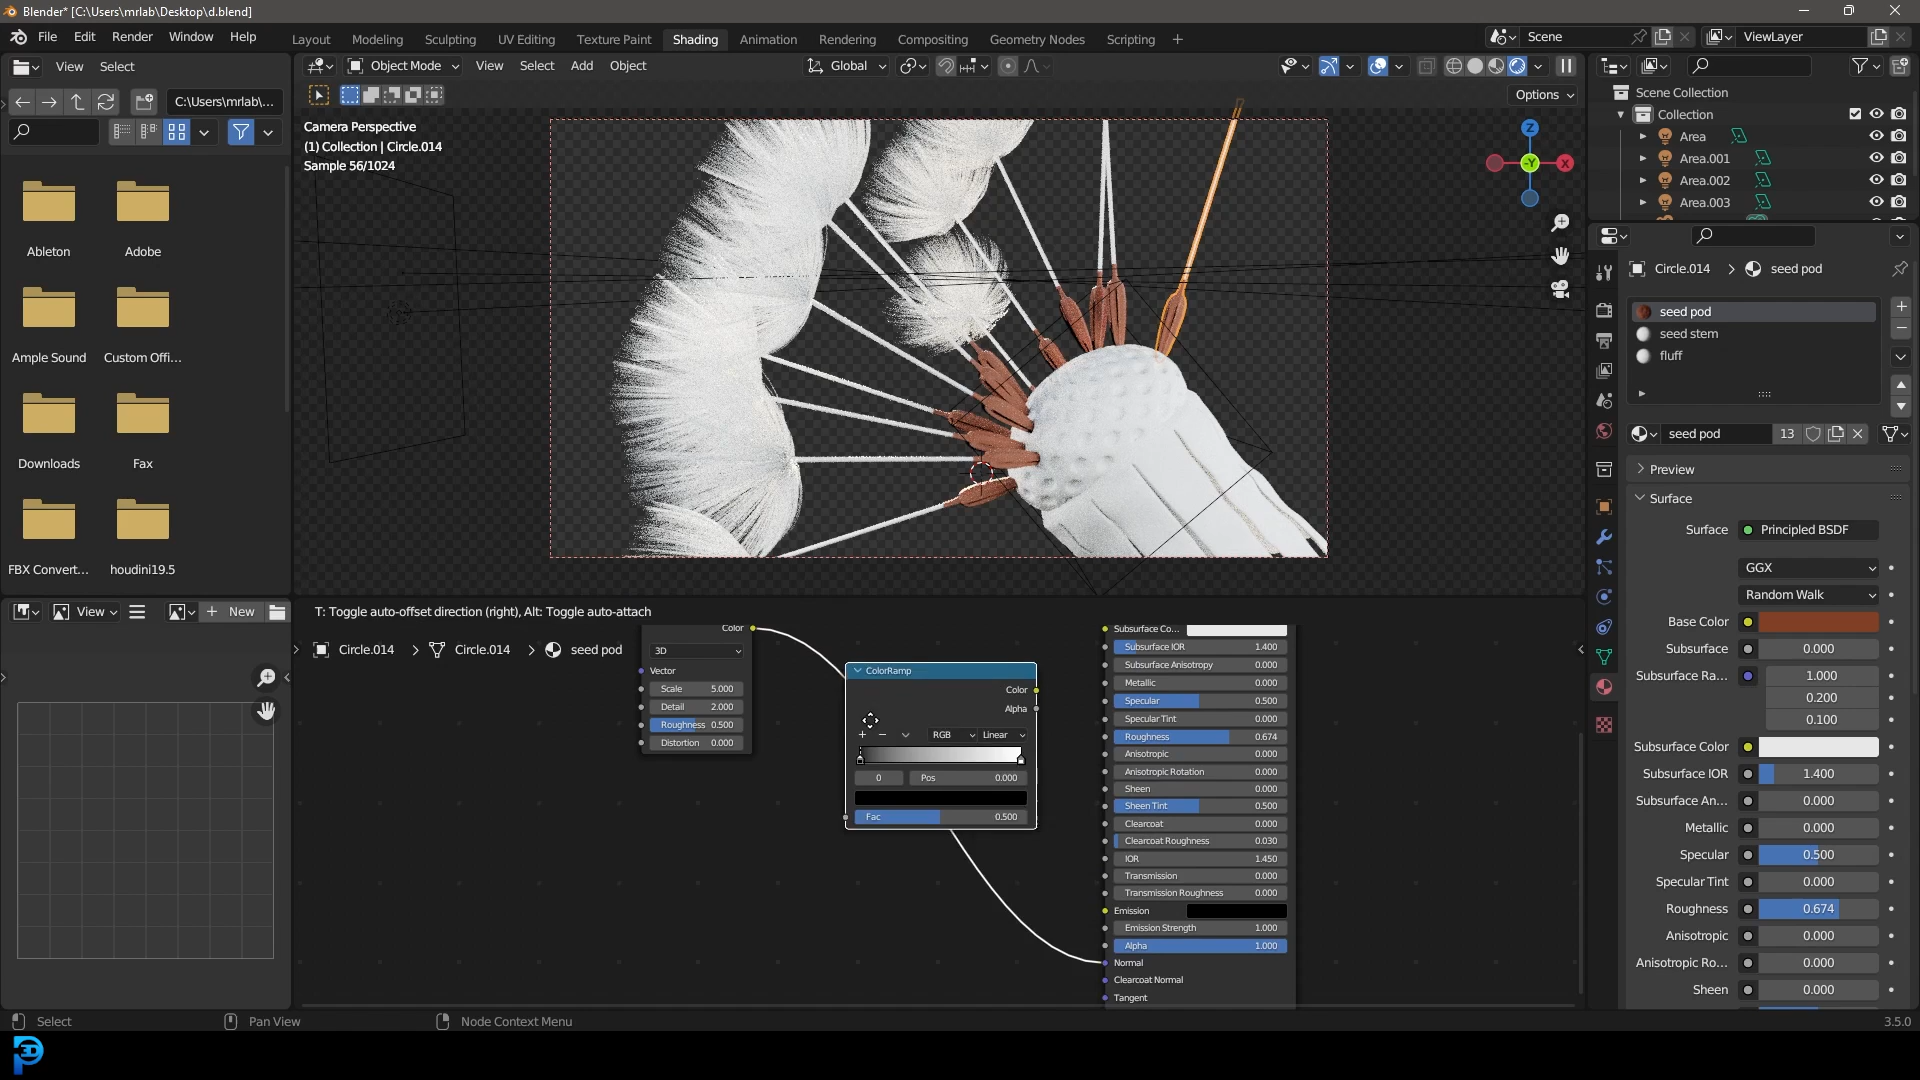 Blender* [C:\Users\mrlab\Desktop\d.blend]
File Edit Render Window Help
Layout Modeling Sculpting UV Editing Texture Paint Shading Animation Rendering Compositing Geometry Nodes Scripting +
Scene
ViewLayer
View Select
Object Mode View Select Add Object
Global
C:\Users\mrlab\...
Options
Camera Perspective
(1) Collection | Circle.014
Sample 56/1024
Z
-Y
X
Scene Collection
Collection
Area
Area.001
Area.002
Area.003
Ableton
Adobe
Ample Sound
Custom Offi...
Downloads
Fax
FBX Convert...
houdini19.5
Circle.014 > seed pod
seed pod
seed stem
fluff
seed pod 13
Preview
Surface
Surface Principled BSDF
GGX
Random Walk
Base Color
Subsurface 0.000
Subsurface Ra... 1.000
0.200
0.100
Subsurface Color
Subsurface IOR 1.400
Subsurface An... 0.000
Metallic 0.000
Specular 0.500
Specular Tint 0.000
Roughness 0.674
Anisotropic 0.000
Anisotropic Ro... 0.000
Sheen 0.000
View
+ New
T: Toggle auto-offset direction (right), Alt: Toggle auto-attach
Circle.014 > Circle.014 > seed pod
Color
3D
Vector
Scale 5.000
Detail 2.000
Roughness 0.500
Distortion 0.000
ColorRamp
Color
Alpha
RGB Linear
0 Pos 0.000
Fac 0.500
Subsurface Co...
Subsurface IOR 1.400
Subsurface Anisotropy 0.000
Metallic 0.000
Specular 0.500
Specular Tint 0.000
Roughness 0.674
Anisotropic 0.000
Anisotropic Rotation 0.000
Sheen 0.000
Sheen Tint 0.500
Clearcoat 0.000
Clearcoat Roughness 0.030
IOR 1.450
Transmission 0.000
Transmission Roughness 0.000
Emission
Emission Strength 1.000
Alpha 1.000
Normal
Clearcoat Normal
Tangent
Select
Pan View
Node Context Menu
3.5.0